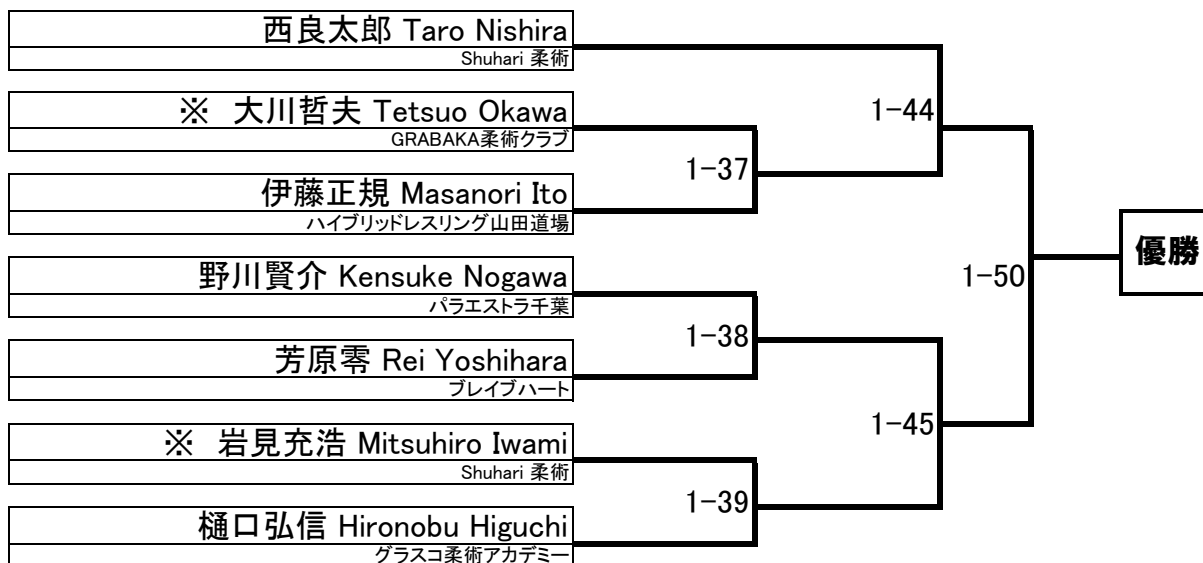 西良太郎 Taro Nishira
Shuhari 柔術
※ 大川哲夫 Tetsuo Okawa
GRABAKA柔術クラブ
1-44
1-37
伊藤正規 Masanori Ito
ハイブリッドレスリング山田道場
優勝
野川賢介 Kensuke Nogawa
パラエストラ千葉
1-50
1-38
芳原零 Rei Yoshihara
ブレイブハート
1-45
※ 岩見充浩 Mitsuhiro Iwami
Shuhari 柔術
1-39
樋口弘信 Hironobu Higuchi
グラスコ柔術アカデミー